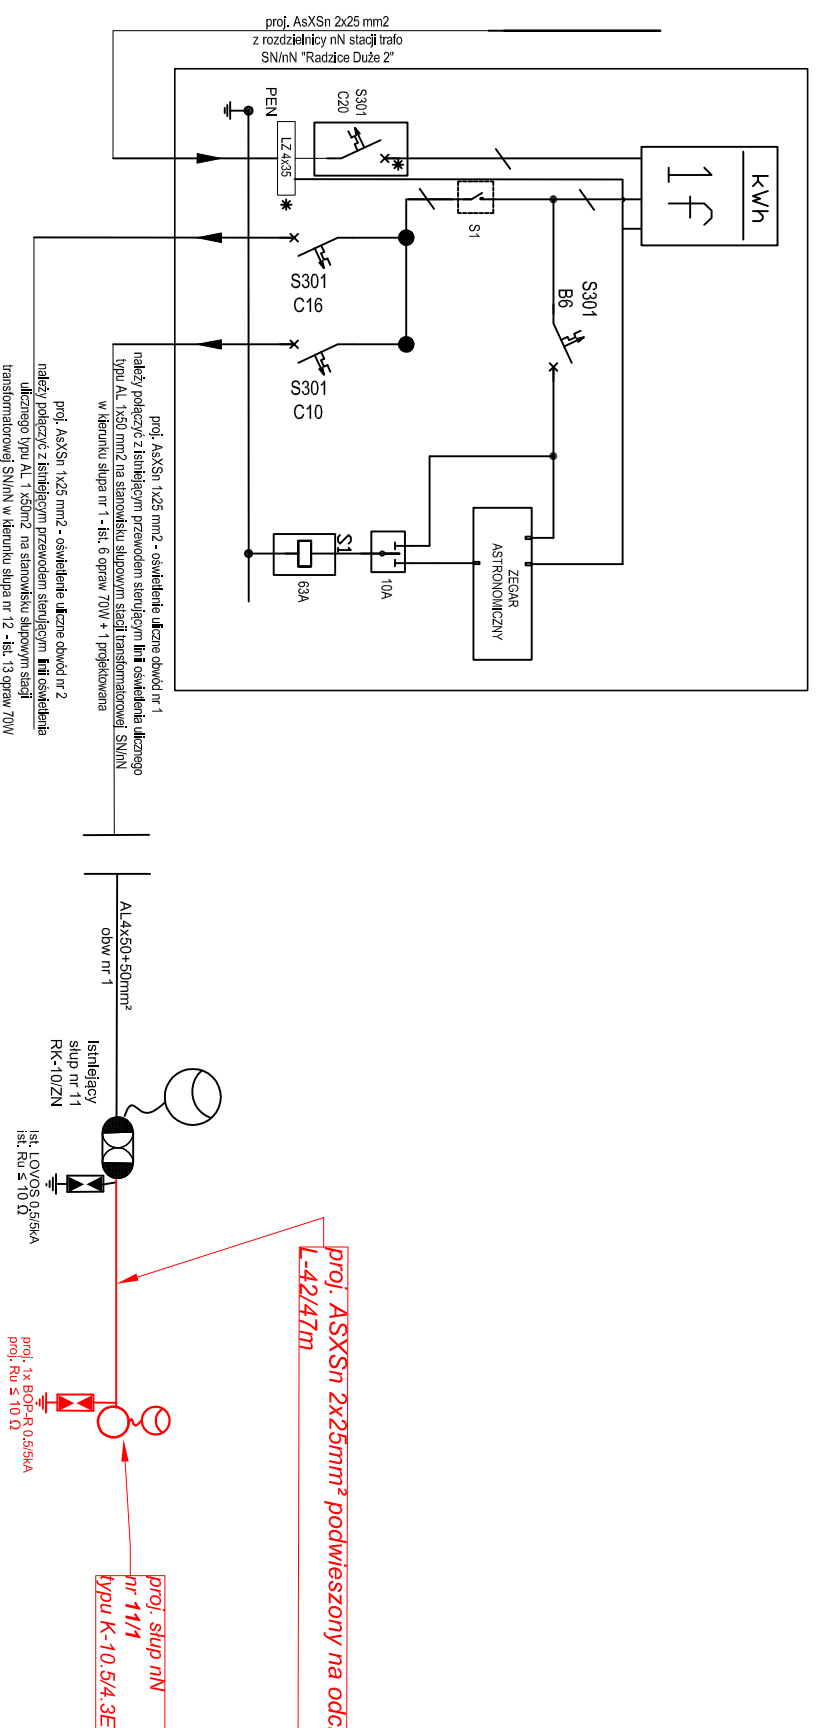 proj. AsXSn 2x25 mm2
z rozdzielnicy nN stacji trafo
SN/nN "Radzice Duże 2"
PEN
LZ 4x35
*
S301
C20
*
kWh
1f
S1
S301
C16
S301
C10
S301
B6
ZEGAR
ASTRONOMICZNY
10A
S1
63A
proj. AsXSn 1x25 mm2 - oświetlenie uliczne obwód nr 1
należy połączyć z istniejącym przewodem sterującym linii oświetlenia ulicznego
typu AL 1x50 mm2 na stanowisku słupowym stacji transformatorowej SN/nN
w kierunku słupa nr 1 - ist. 6 opraw 70W + 1 projektowana
proj. AsXSn 1x25 mm2 - oświetlenie uliczne obwód nr 2
należy połączyć z istniejącym przewodem sterującym linii oświetlenia
ulicznego typu AL 1 x50m2 na stanowisku słupowym stacji
transformatorowej SN/nN w kierunku słupa nr 12 - ist. 13 opraw 70W
AL4x50+50mm²
obw nr 1
Istniejący
słup nr 11
RK-10/ZN
ist. LOVOS 0,5/5kA
ist. Ru ≤ 10 Ω
proj. ASXSn 2x25mm² podwieszony na odc.
L-42/47m
proj. 1x BOP-R 0.5/5kA
proj. Ru ≤ 10 Ω
proj. słup nN
nr 11/1
typu K-10.5/4.3E